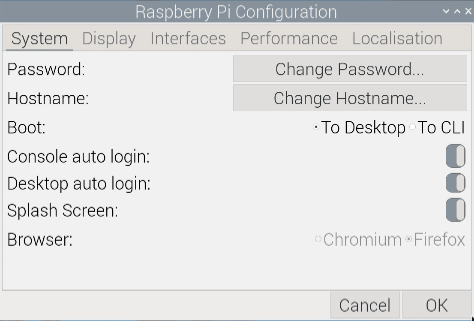 Raspberry Pi Configuration
System Display Interfaces Performance Localisation
Password: Change Password...
Hostname: Change Hostname...
Boot: To Desktop To CLI
Console auto login:
Desktop auto login:
Splash Screen:
Browser: Chromium Firefox
Cancel OK